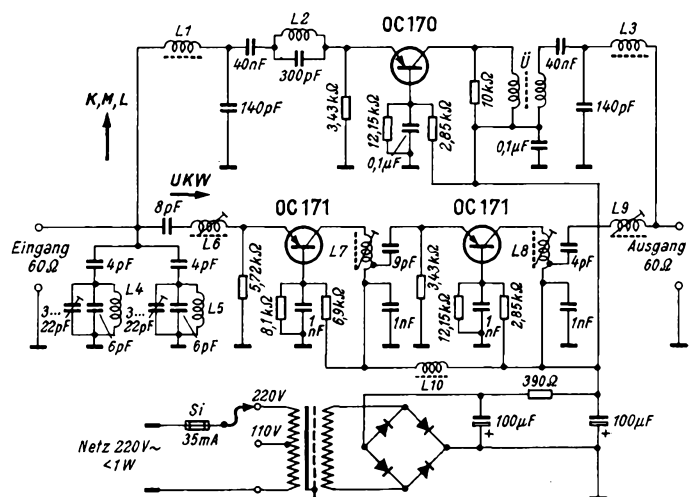 L1
L2
OC170
L3
40nF
300pF
Ü
40nF
K,M,L
140pF
3,43kΩ
12,15kΩ
0,1µF
2,85kΩ
10kΩ
0,1µF
140pF
UKW
8pF
L6
OC171
L7
OC171
L8
L9
Eingang
60Ω
Ausgang
60Ω
4pF
4pF
5,72kΩ
9pF
3,43kΩ
4pF
3...
22pF
L4
6pF
3...
22pF
L5
6pF
8,1kΩ
1
nF
6,9kΩ
1nF
12,15kΩ
1
nF
2,85kΩ
1nF
L10
390Ω
Si
35mA
220V
110V
Netz 220V~
<1W
100µF
+
100µF
+